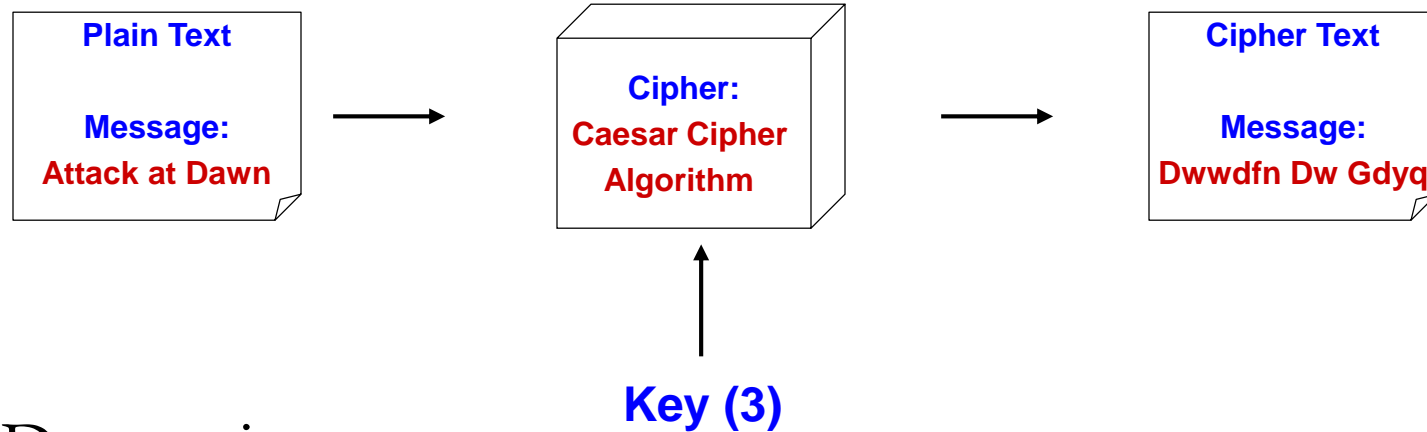 Plain Text
Message:
Attack at Dawn
Cipher:
Caesar Cipher
Algorithm
Cipher Text
Message:
Dwwdfn Dw Gdyq
Key (3)